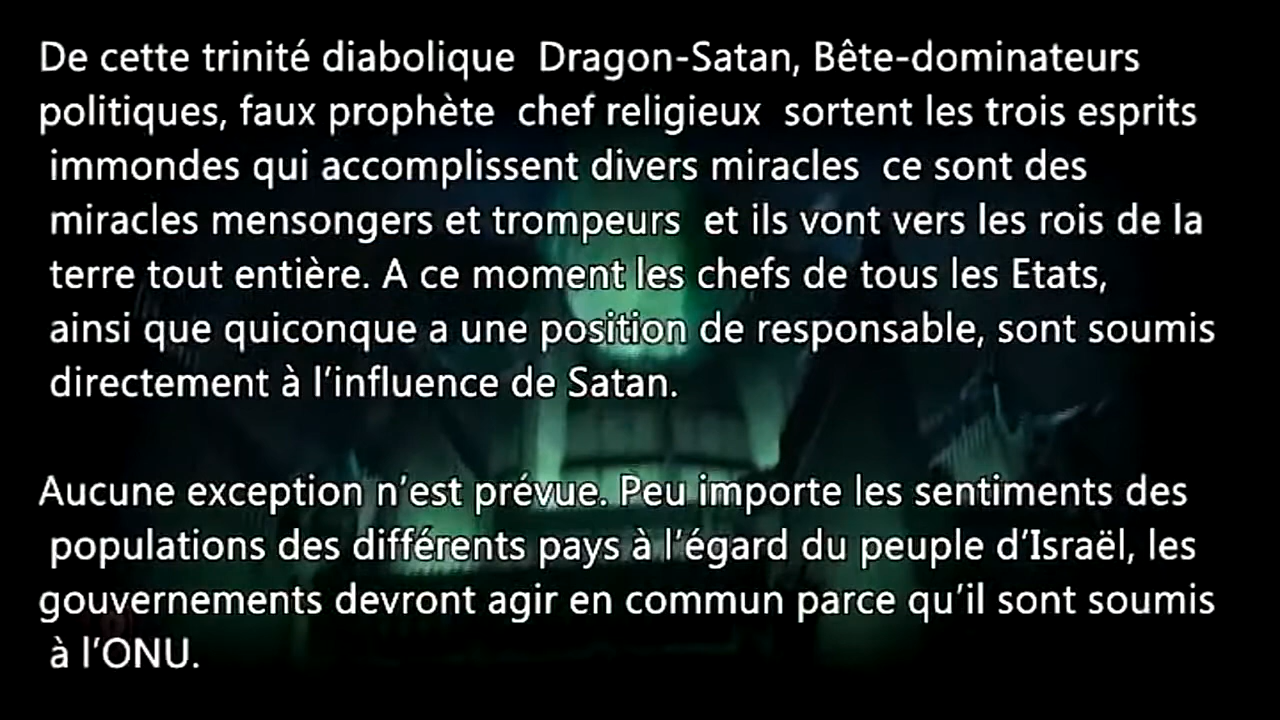 De cette trinité diabolique  Dragon-Satan, Bête-dominateurs
politiques, faux prophète  chef religieux  sortent les trois esprits
immondes qui accomplissent divers miracles  ce sont des
miracles mensongers et trompeurs  et ils vont vers les rois de la
terre tout entière. A ce moment les chefs de tous les Etats,
ainsi que quiconque a une position de responsable, sont soumis
directement à l’influence de Satan.

Aucune exception n’est prévue. Peu importe les sentiments des
populations des différents pays à l’égard du peuple d’Israël, les
gouvernements devront agir en commun parce qu’il sont soumis
à l’ONU.